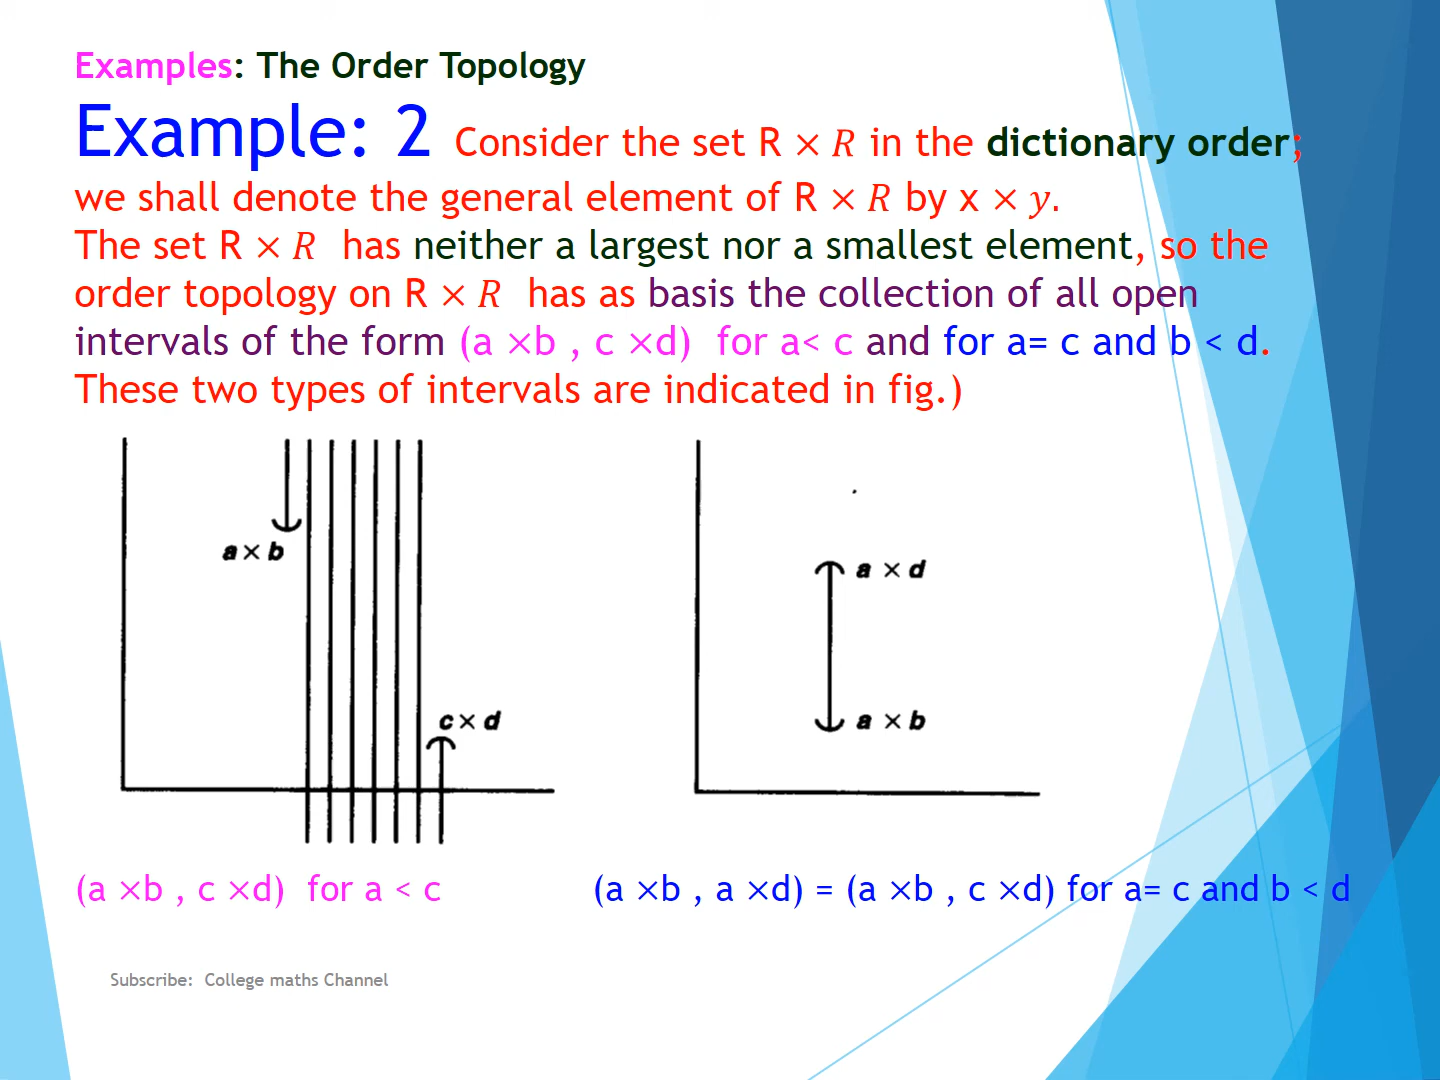 Examples: The Order Topology
Example: 2 Consider the set R × R in the dictionary order;
we shall denote the general element of R × R by x × y.
The set R × R has neither a largest nor a smallest element, so the
order topology on R × R has as basis the collection of all open
intervals of the form (a ×b , c ×d) for a< c and for a= c and b < d.
These two types of intervals are indicated in fig.)
a × b
c × d
a × d
a × b
(a ×b , c ×d) for a < c
(a ×b , a ×d) = (a ×b , c ×d) for a= c and b < d
Subscribe: College maths Channel